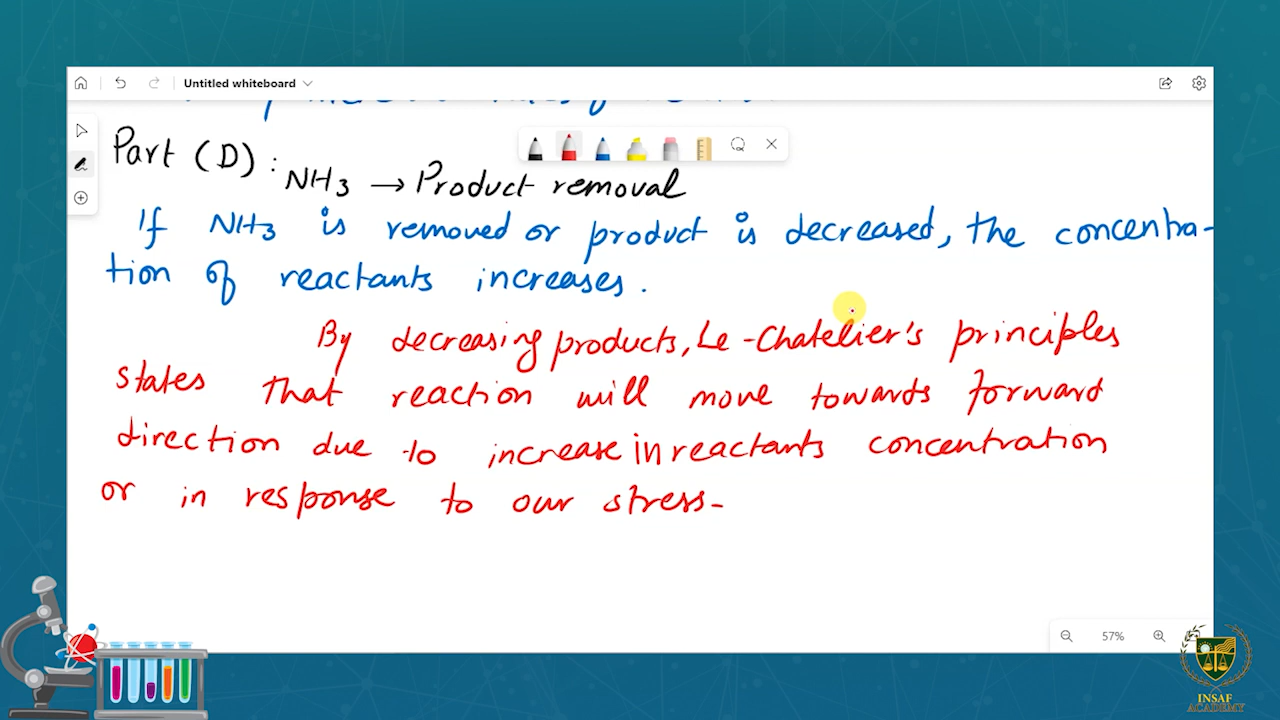 Untitled whiteboard
Part (D):
NH3 → Product removal
If NH3 is removed or product is decreased, the concentra-
tion of reactants increases.
By decreasing products, Le-Chatelier's principles
states that reaction will move towards forward
direction due to increase in reactants concentration
or in response to our stress-
57%
INSAF
ACADEMY